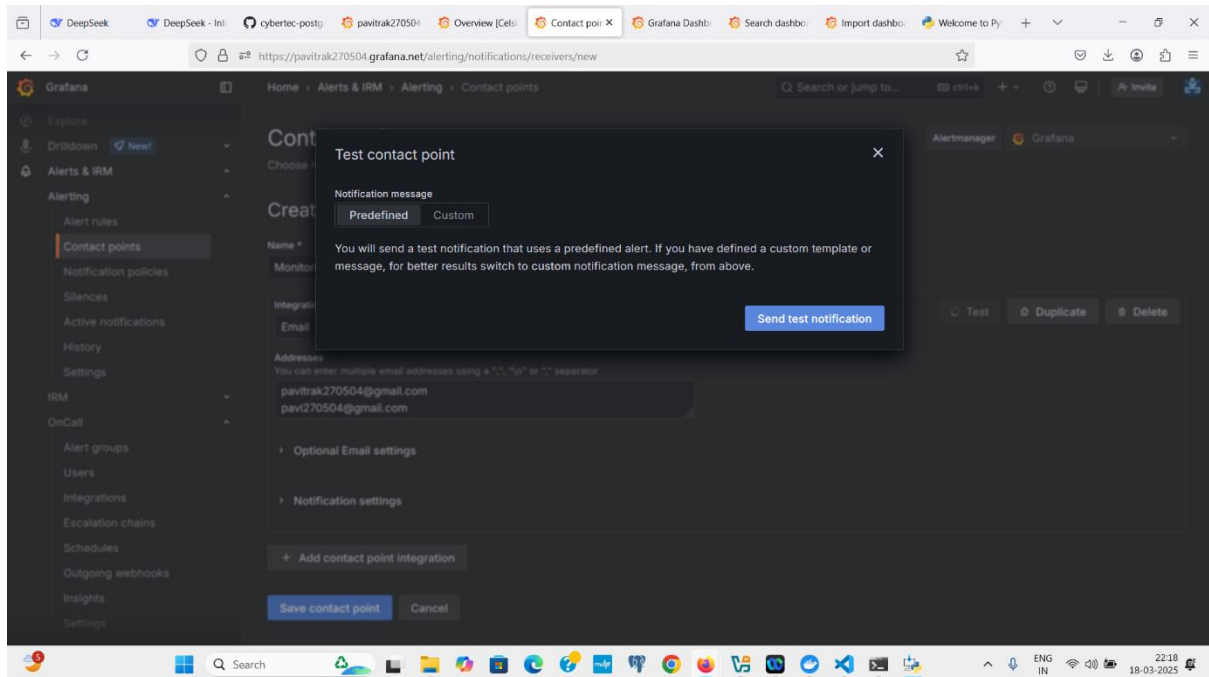 DeepSeek
DeepSeek - Int
cybertec-postg
pavitrak270504
Overview [Cels
Contact poir
Grafana Dashb
Search dashbo
Import dashbo
Welcome to Py
https://pavitrak270504.grafana.net/alerting/notifications/receivers/new
Grafana
Home › Alerts & IRM › Alerting › Contact points
Search or jump to...
ctrl+k
Invite
Explore
Drilldown New!
Alerts & IRM
Alerting
Alert rules
Contact points
Notification policies
Silences
Active notifications
History
Settings
IRM
OnCall
Alert groups
Users
Integrations
Escalation chains
Schedules
Outgoing webhooks
Insights
Settings
Cont
Choose
Alertmanager Grafana
Test contact point
Notification message
Predefined Custom
You will send a test notification that uses a predefined alert. If you have defined a custom template or
message, for better results switch to custom notification message, from above.
Send test notification
Creat
Name *
Monitor
Integratio
Email
Test Duplicate Delete
Addresses
You can enter multiple email addresses using a ";", "\n" or "," separator
pavitrak270504@gmail.com
pavi270504@gmail.com
Optional Email settings
Notification settings
+ Add contact point integration
Save contact point Cancel
5
Search
ENG
IN
22:18
18-03-2025